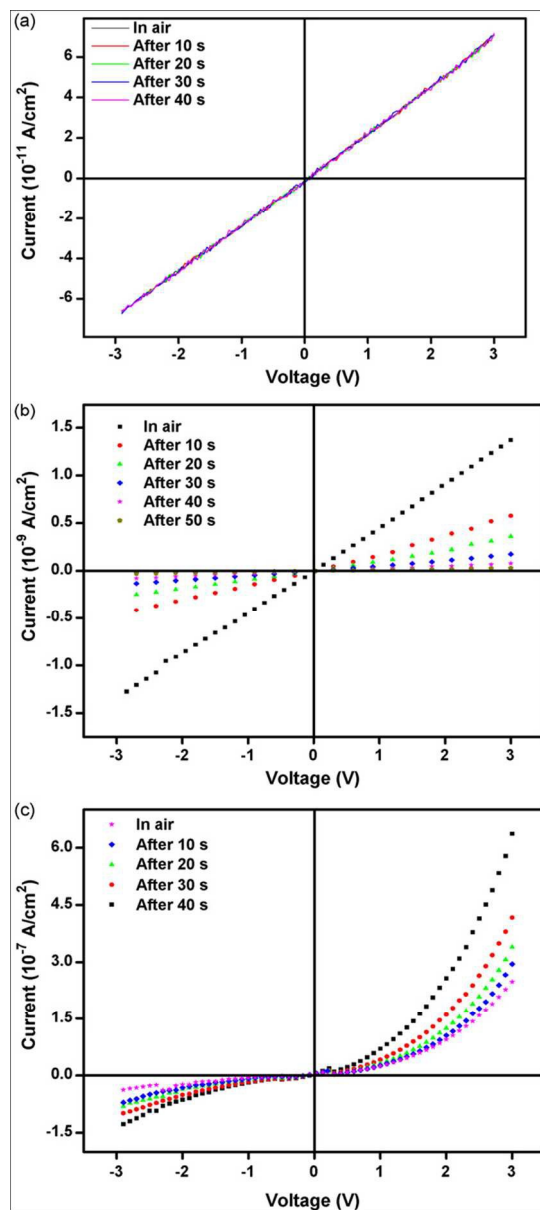 (a)
In air
After 10 s
After 20 s
After 30 s
After 40 s
6
4
2
0
-2
-4
-6
Current (10⁻¹¹ A/cm²)
-3 -2 -1 0 1 2 3
Voltage (V)
(b)
In air
After 10 s
After 20 s
After 30 s
After 40 s
After 50 s
1.5
1.0
0.5
0.0
-0.5
-1.0
-1.5
Current (10⁻⁹ A/cm²)
-3 -2 -1 0 1 2 3
Voltage (V)
(c)
In air
After 10 s
After 20 s
After 30 s
After 40 s
6.0
4.5
3.0
1.5
0.0
-1.5
Current (10⁻⁷ A/cm²)
-3 -2 -1 0 1 2 3
Voltage (V)